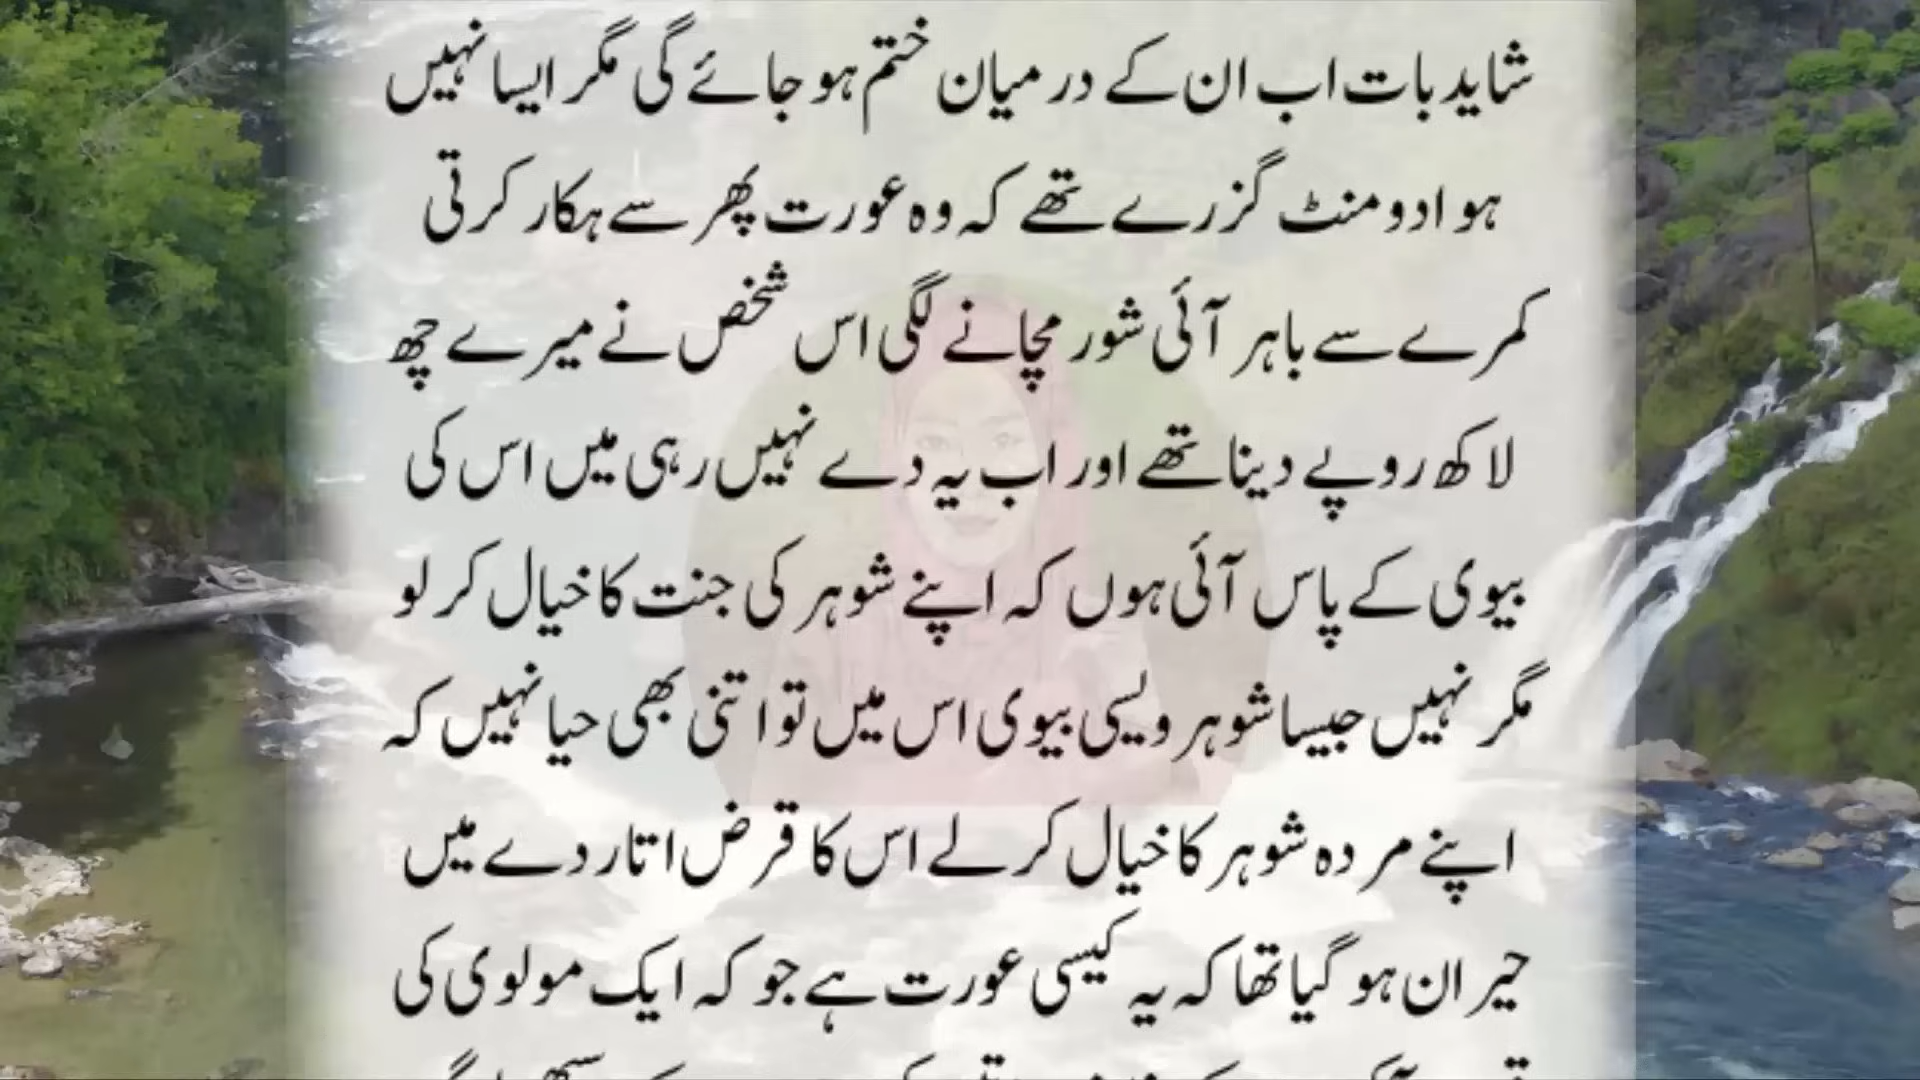 شاید بات اب ان کے درمیان ختم ہو جائے گی مگر ایسا نہیں
ہوا دو منٹ گزرے تھے کہ وہ عورت پھر سے ہکار کرتی
کمرے سے باہر آئی شور مچانے لگی اس شخص نے میرے چھ
لاکھ روپے دینا تھے اور اب یہ دے نہیں رہی میں اس کی
بیوی کے پاس آئی ہوں کہ اپنے شوہر کی جنت کا خیال کر لو
مگر نہیں جیسا شوہر ویسی بیوی اس میں تو اتنی بھی حیا نہیں کہ
اپنے مردہ شوہر کا خیال کر لے اس کا قرض اتار دے میں
حیران ہو گیا تھا کہ یہ کیسی عورت ہے جو کہ ایک مولوی کی